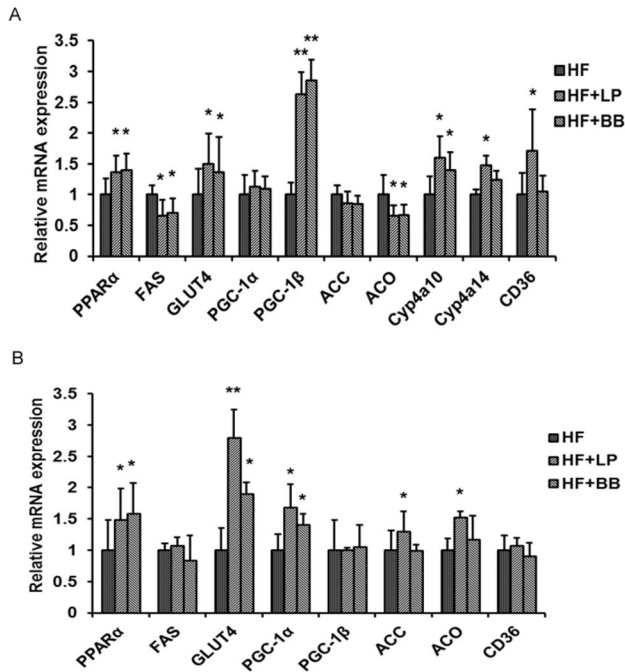 A
Relative mRNA expression
3.5
3
2.5
2
1.5
1
0.5
0
* *
* *
* *
** **
* *
* *
*
*
HF
HF+LP
HF+BB
PPARα
FAS
GLUT4
PGC-1α
PGC-1β
ACC
ACO
Cyp4a10
Cyp4a14
CD36
B
Relative mRNA expression
3.5
3
2.5
2
1.5
1
0.5
0
* *
** *
* *
*
*
HF
HF+LP
HF+BB
PPARα
FAS
GLUT4
PGC-1α
PGC-1β
ACC
ACO
CD36